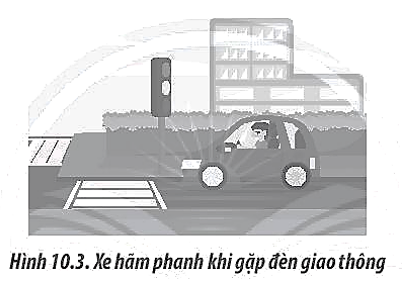 Hình 10.3. Xe hãm phanh khi gặp đèn giao thông